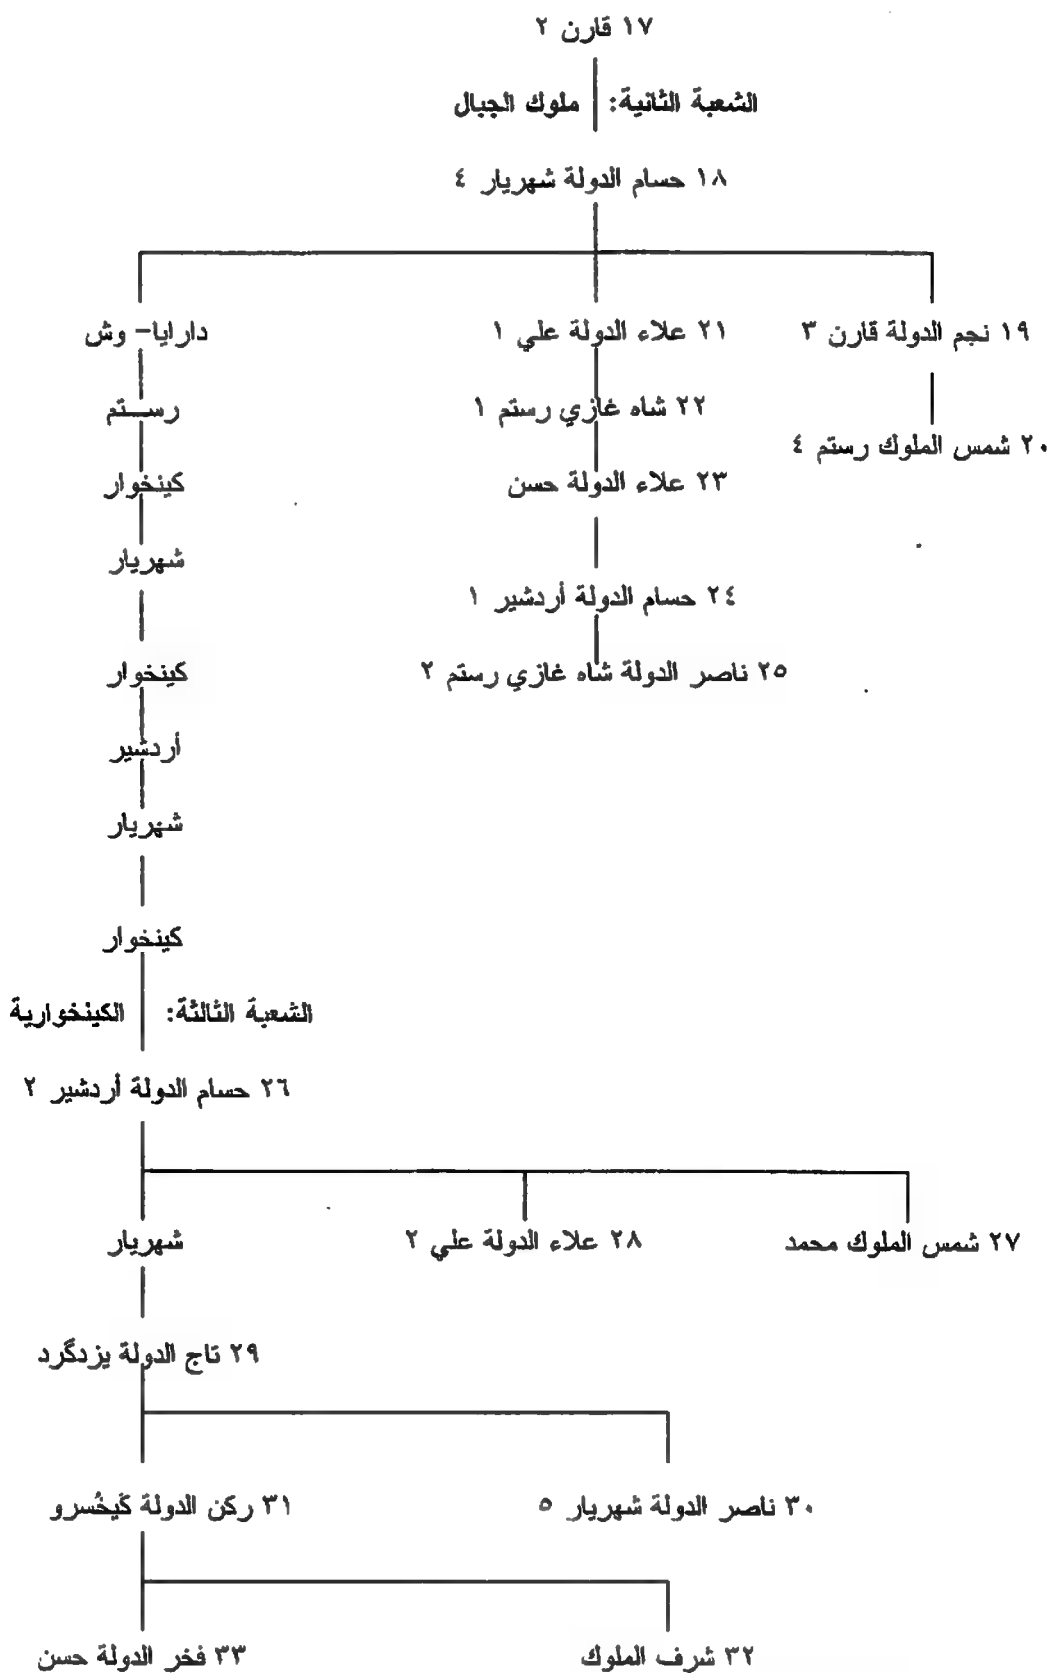 ١٧ قارن ٢
الشعبة الثانية: ملوك الجبال
١٨ حسام الدولة شهريار ٤
١٩ نجم الدولة قارن ٣ ٢١ علاء الدولة علي ١ دارايا- وش
٢٢ شاه غازي رستم ١ رستم
٢٠ شمس الملوك رستم ٤
٢٣ علاء الدولة حسن كينخوار
شهريار
٢٤ حسام الدولة أردشير ١
٢٥ ناصر الدولة شاه غازي رستم ٢ كينخوار
أردشير
شهريار
كينخوار
الشعبة الثالثة: الكينخوارية
٢٦ حسام الدولة أردشير ٢
٢٧ شمس الملوك محمد ٢٨ علاء الدولة علي ٢ شهريار
٢٩ تاج الدولة يزدگرد
٣٠ ناصر الدولة شهريار ٥ ٣١ ركن الدولة كَيخُسرو
٣٢ شرف الملوك ٣٣ فخر الدولة حسن